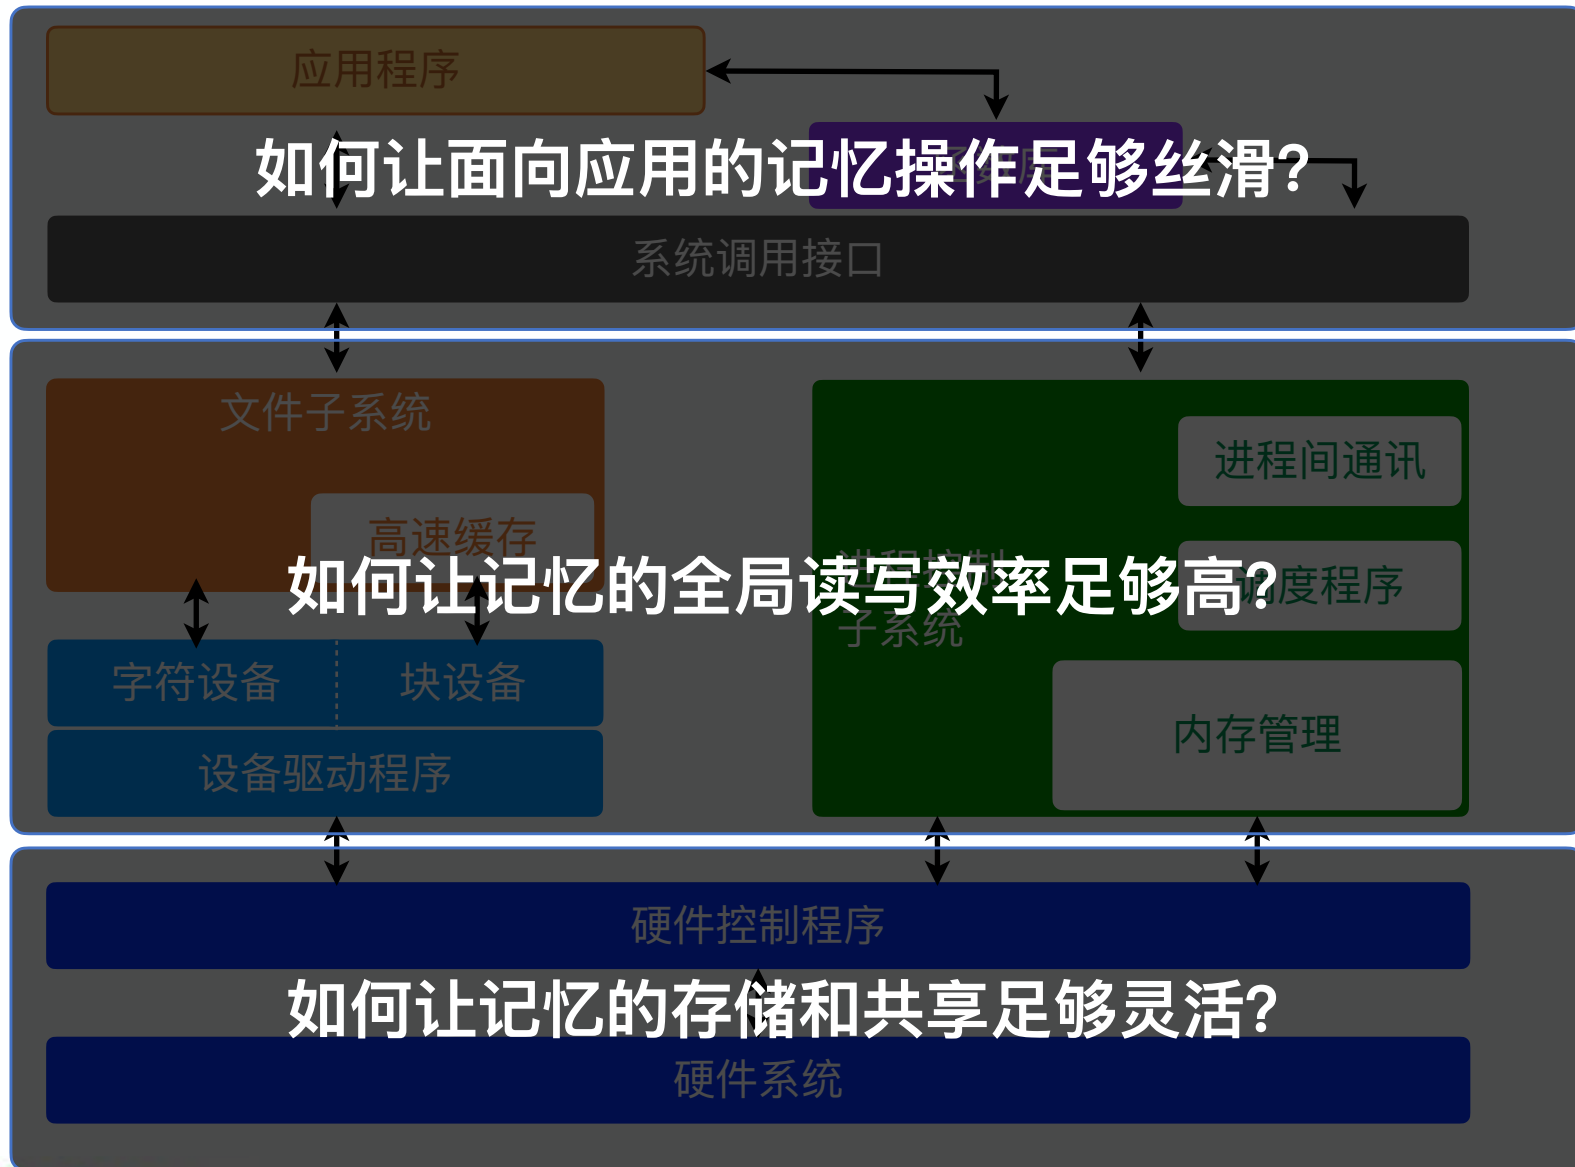 应用程序
如何让面向应用的记忆操作足够丝滑?
系统调用接口
文件子系统
进程间通讯
高速缓存
如何让记忆的全局读写效率足够高?
进程控制
子系统
调度程序
字符设备
块设备
内存管理
设备驱动程序
硬件控制程序
如何让记忆的存储和共享足够灵活?
硬件系统